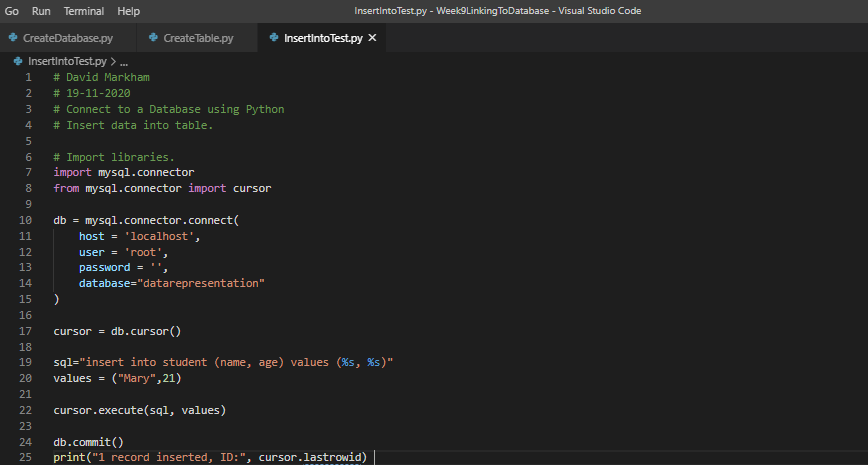 Go Run Terminal Help InsertIntoTest.py - Week9LinkingToDatabase - Visual Studio Code
CreateDatabase.py CreateTable.py InsertIntoTest.py ×
InsertIntoTest.py > ...
1 # David Markham
2 # 19-11-2020
3 # Connect to a Database using Python
4 # Insert data into table.
5
6 # Import libraries.
7 import mysql.connector
8 from mysql.connector import cursor
9
10 db = mysql.connector.connect(
11 host = 'localhost',
12 user = 'root',
13 password = '',
14 database="datarepresentation"
15 )
16
17 cursor = db.cursor()
18
19 sql="insert into student (name, age) values (%s, %s)"
20 values = ("Mary",21)
21
22 cursor.execute(sql, values)
23
24 db.commit()
25 print("1 record inserted, ID:", cursor.lastrowid)